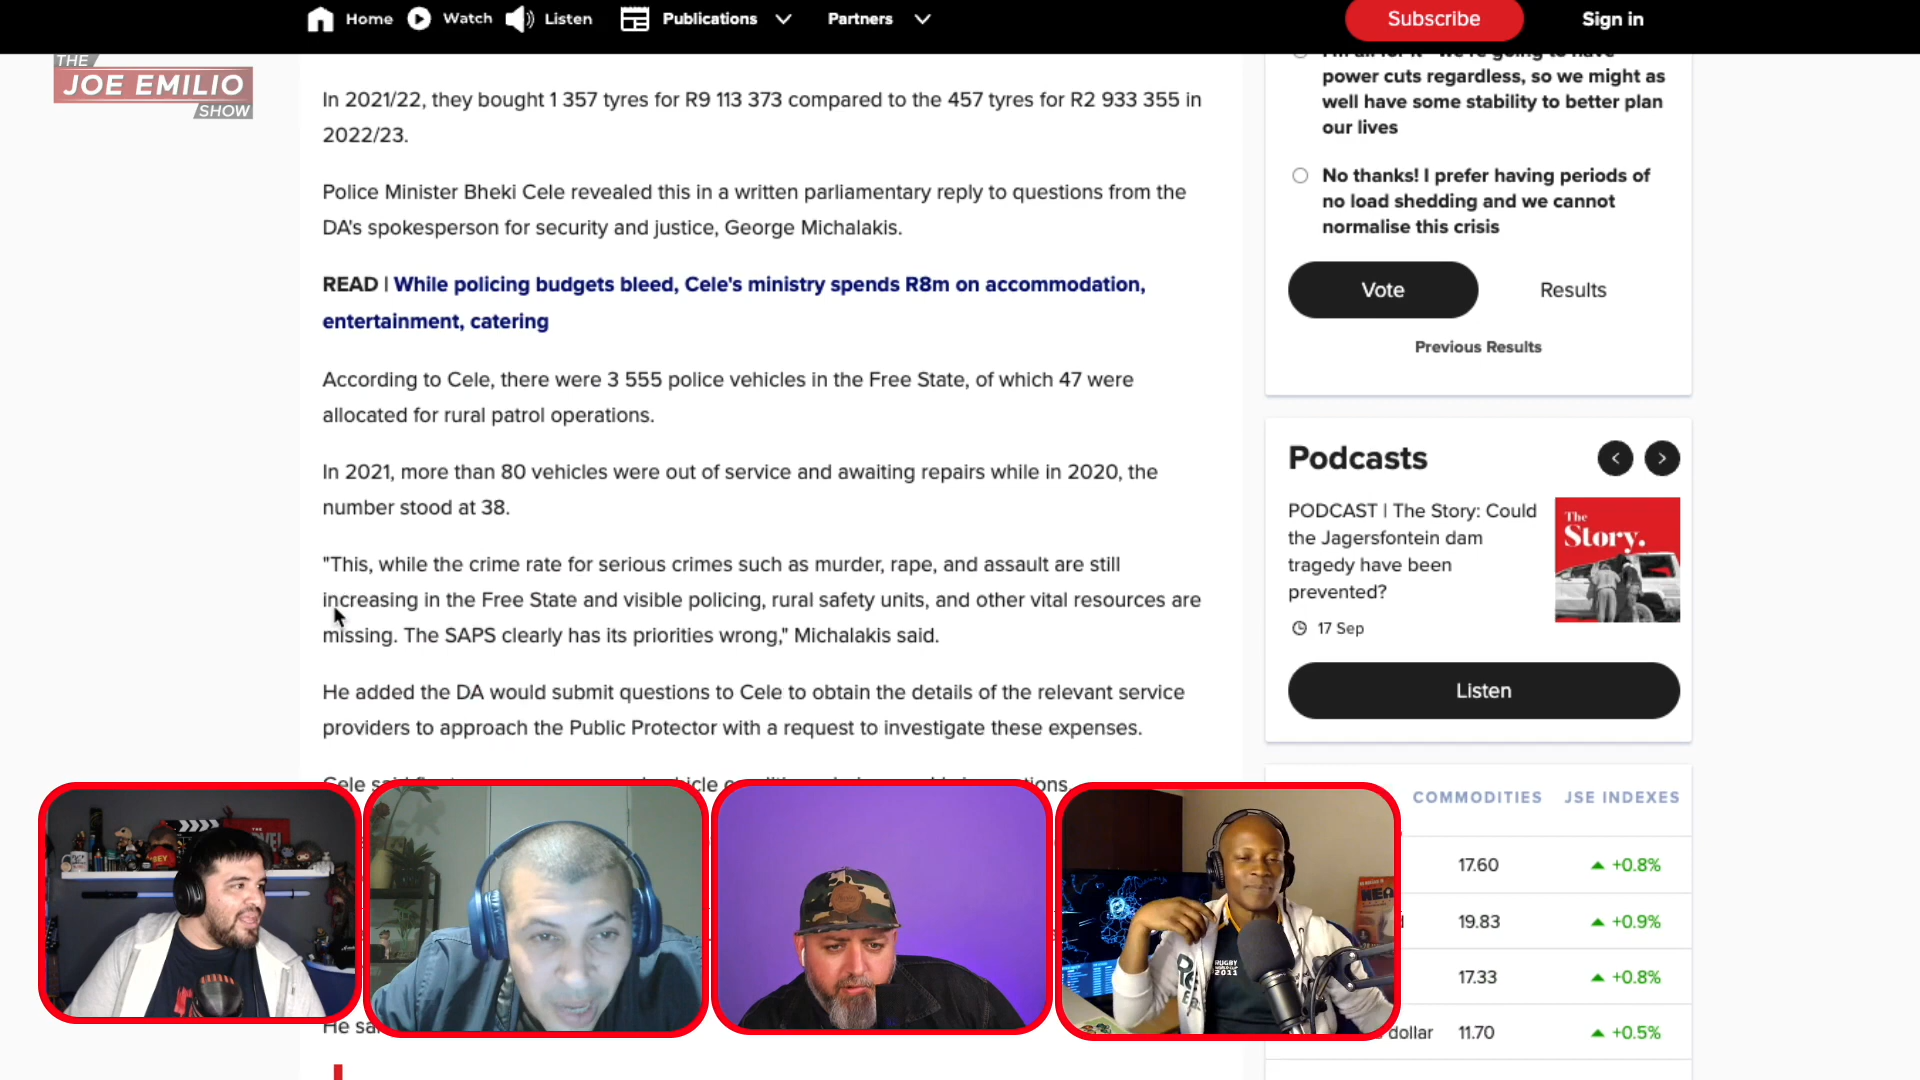 Home
Watch
Listen
Publications
Partners
Subscribe
Sign in
THE
JOE EMILIO
SHOW
In 2021/22, they bought 1 357 tyres for R9 113 373 compared to the 457 tyres for R2 933 355 in
2022/23.
Police Minister Bheki Cele revealed this in a written parliamentary reply to questions from the
DA's spokesperson for security and justice, George Michalakis.
READ | While policing budgets bleed, Cele's ministry spends R8m on accommodation,
entertainment, catering
According to Cele, there were 3 555 police vehicles in the Free State, of which 47 were
allocated for rural patrol operations.
In 2021, more than 80 vehicles were out of service and awaiting repairs while in 2020, the
number stood at 38.
"This, while the crime rate for serious crimes such as murder, rape, and assault are still
increasing in the Free State and visible policing, rural safety units, and other vital resources are
missing. The SAPS clearly has its priorities wrong," Michalakis said.
He added the DA would submit questions to Cele to obtain the details of the relevant service
providers to approach the Public Protector with a request to investigate these expenses.
Cele
He
power cuts regardless, so we might as
well have some stability to better plan
our lives
No thanks! I prefer having periods of
no load shedding and we cannot
normalise this crisis
Vote
Results
Previous Results
Podcasts
PODCAST | The Story: Could
the Jagersfontein dam
tragedy have been
prevented?
17 Sep
The
Story.
Listen
COMMODITIES
JSE INDEXES
17.60 +0.8%
19.83 +0.9%
17.33 +0.8%
dollar 11.70 +0.5%
RUGBY
WORLD CUP
2011